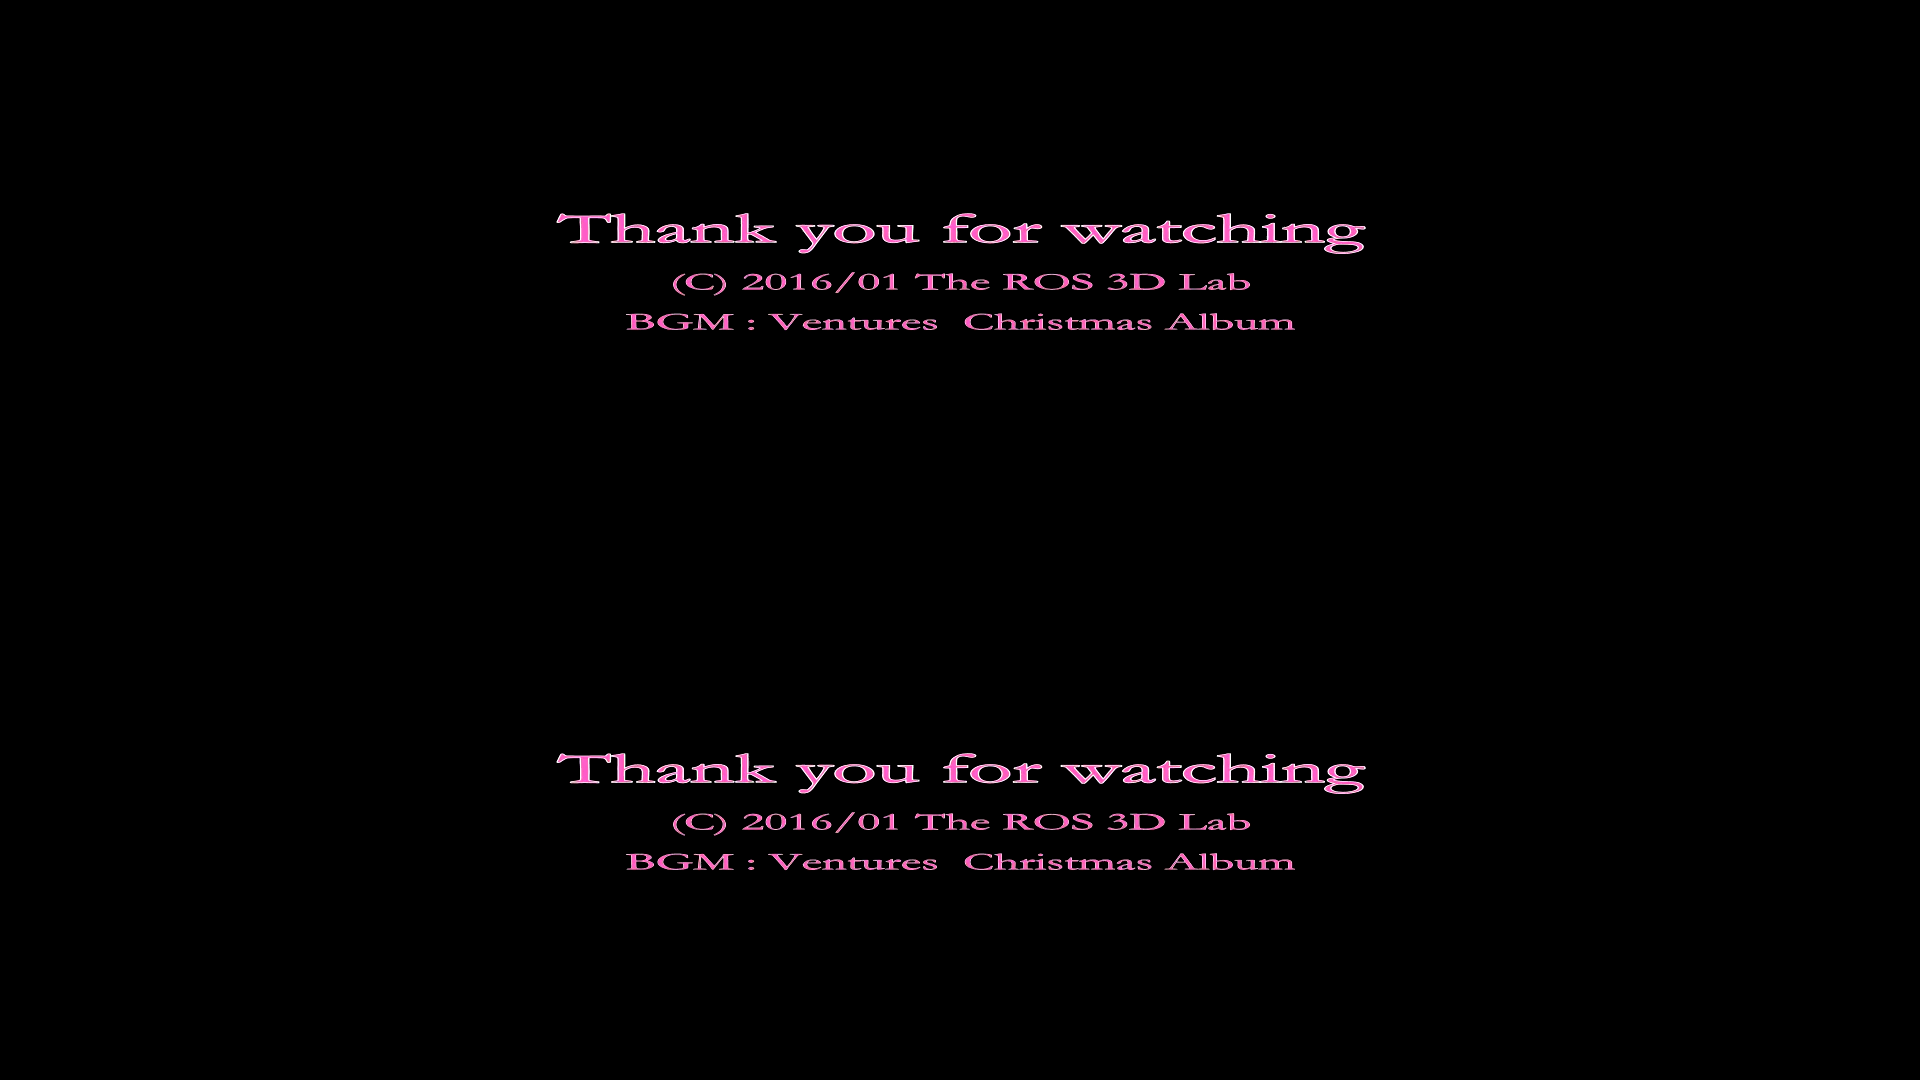 Thank you for watching
(C) 2016/01 The ROS 3D Lab
BGM : Ventures  Christmas Album
Thank you for watching
(C) 2016/01 The ROS 3D Lab
BGM : Ventures  Christmas Album